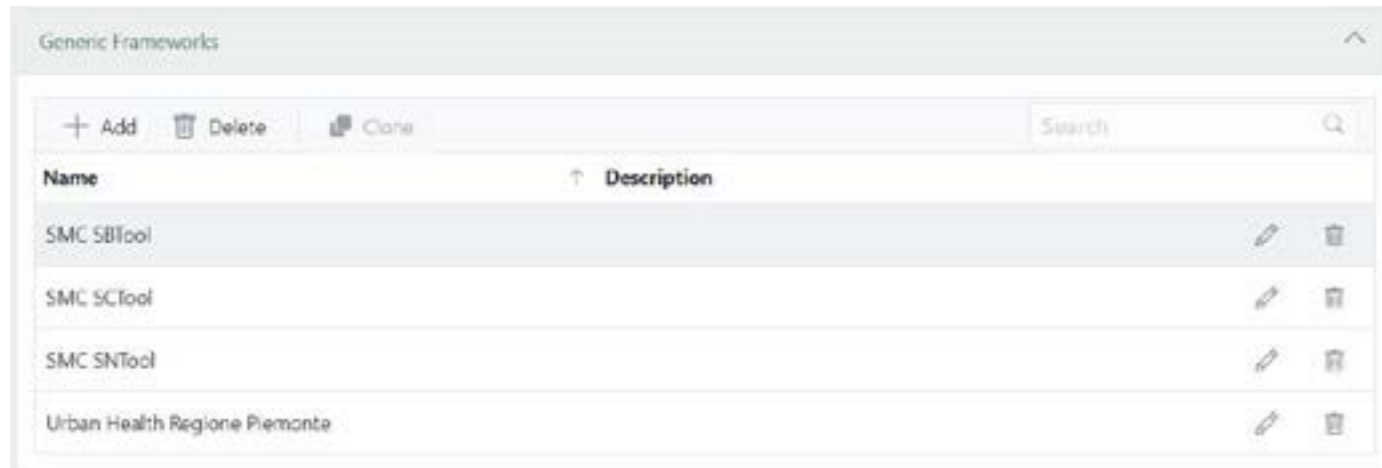 Generic Frameworks
Add Delete Clone Search
Name Description
SMC SBTool
SMC SCTool
SMC SNTool
Urban Health Regione Piemonte